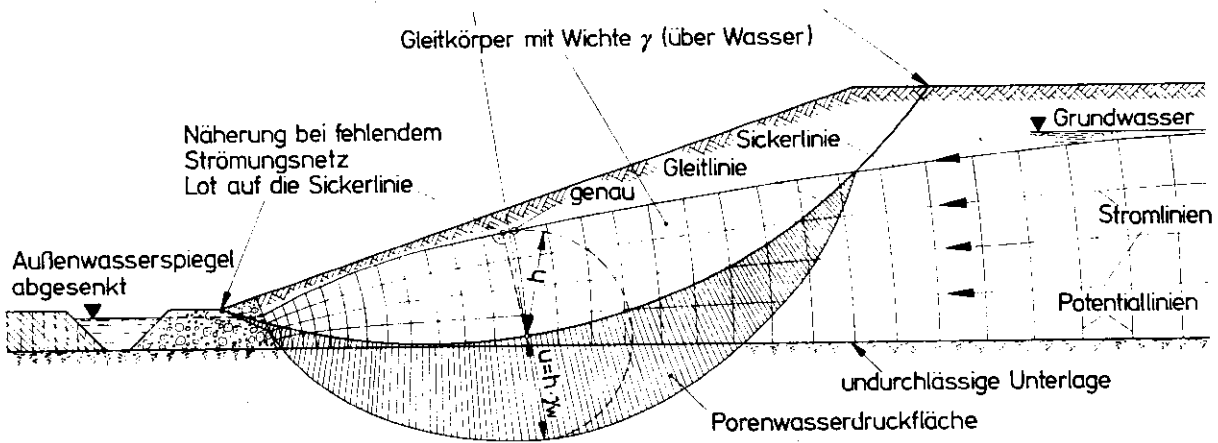 Gleitkörper mit Wichte γ (über Wasser)
Grundwasser
Näherung bei fehlendem
Strömungsnetz
Lot auf die Sickerlinie
Sickerlinie
Gleitlinie
genau
Stromlinien
Außenwasserspiegel
abgesenkt
h
Potentiallinien
u=h γw
undurchlässige Unterlage
Porenwasserdruckfläche